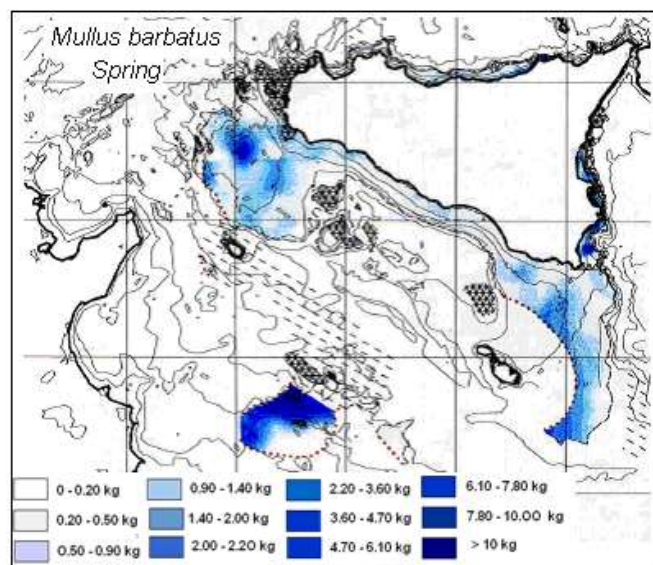 Mullus barbatus
Spring
0 - 0.20 kg
0.90 - 1.40 kg
2.20 - 3.60 kg
6.10 - 7.80 kg
0.20 - 0.50 kg
1.40 - 2.00 kg
3.60 - 4.70 kg
7.80 - 10.00 kg
0.50 - 0.90 kg
2.00 - 2.20 kg
4.70 - 6.10 kg
> 10 kg